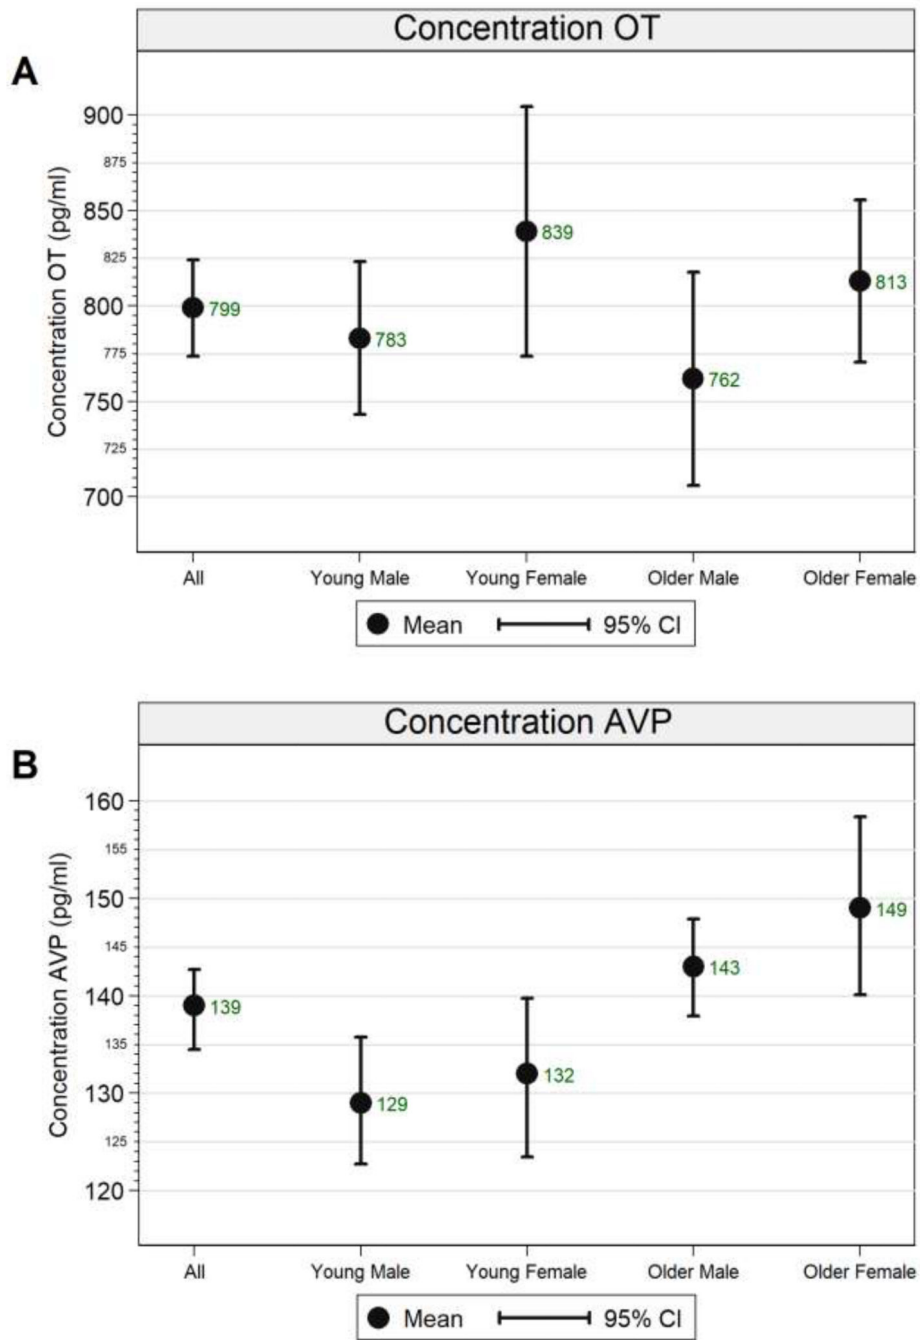 Concentration OT
A
900
875
850
825
800
775
750
725
700
Concentration OT (pg/ml)
799
783
839
762
813
All Young Male Young Female Older Male Older Female
Mean 95% CI
Concentration AVP
B
160
155
150
145
140
135
130
125
120
Concentration AVP (pg/ml)
139
129
132
143
149
All Young Male Young Female Older Male Older Female
Mean 95% CI